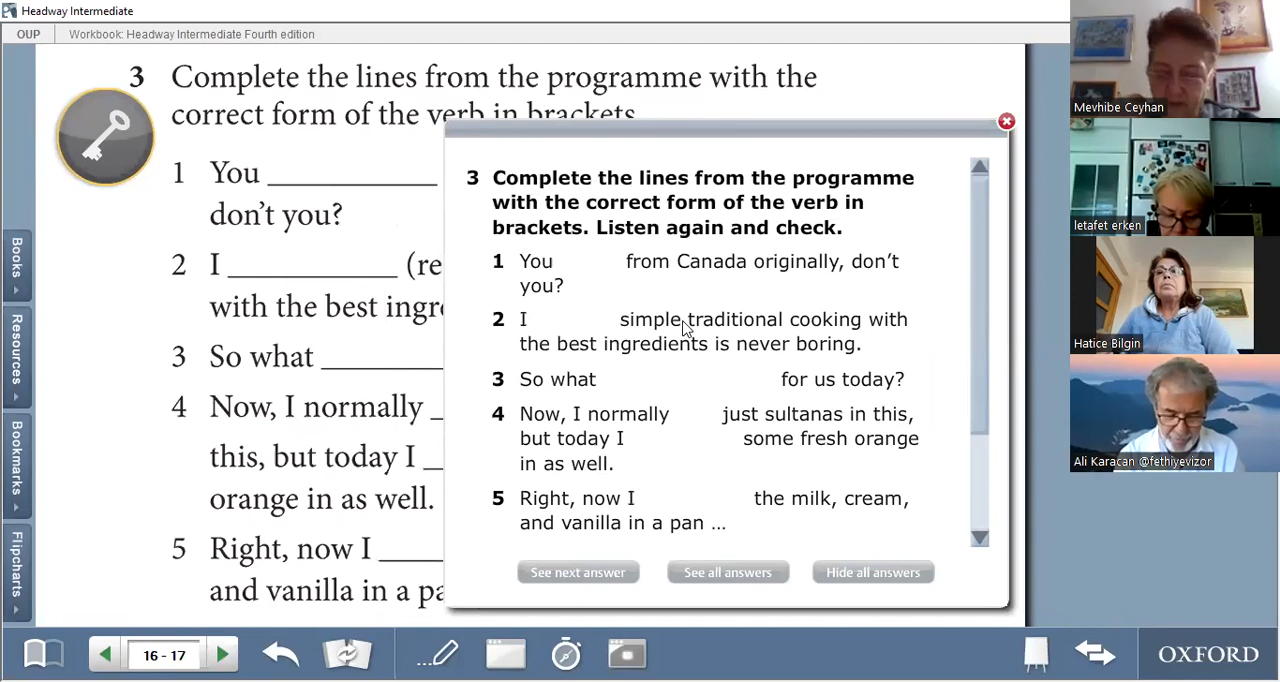 Headway Intermediate
OUP Workbook: Headway Intermediate Fourth edition
3 Complete the lines from the programme with the
correct form of the verb in brackets
1 You ____________
don't you?
2 I ____________ (re
with the best ingre
3 So what ____________
4 Now, I normally _
this, but today I _
orange in as well.
5 Right, now I ____
and vanilla in a pa
3 Complete the lines from the programme
with the correct form of the verb in
brackets. Listen again and check.
1 You from Canada originally, don't
you?
2 I simple traditional cooking with
the best ingredients is never boring.
3 So what for us today?
4 Now, I normally just sultanas in this,
but today I some fresh orange
in as well.
5 Right, now I the milk, cream,
and vanilla in a pan ...
See next answer See all answers Hide all answers
Books
Resources
Bookmarks
Flipcharts
16 - 17
OXFORD
Mevhibe Ceyhan
letafet erken
Hatice Bilgin
Ali Karacan @fethiyevizor